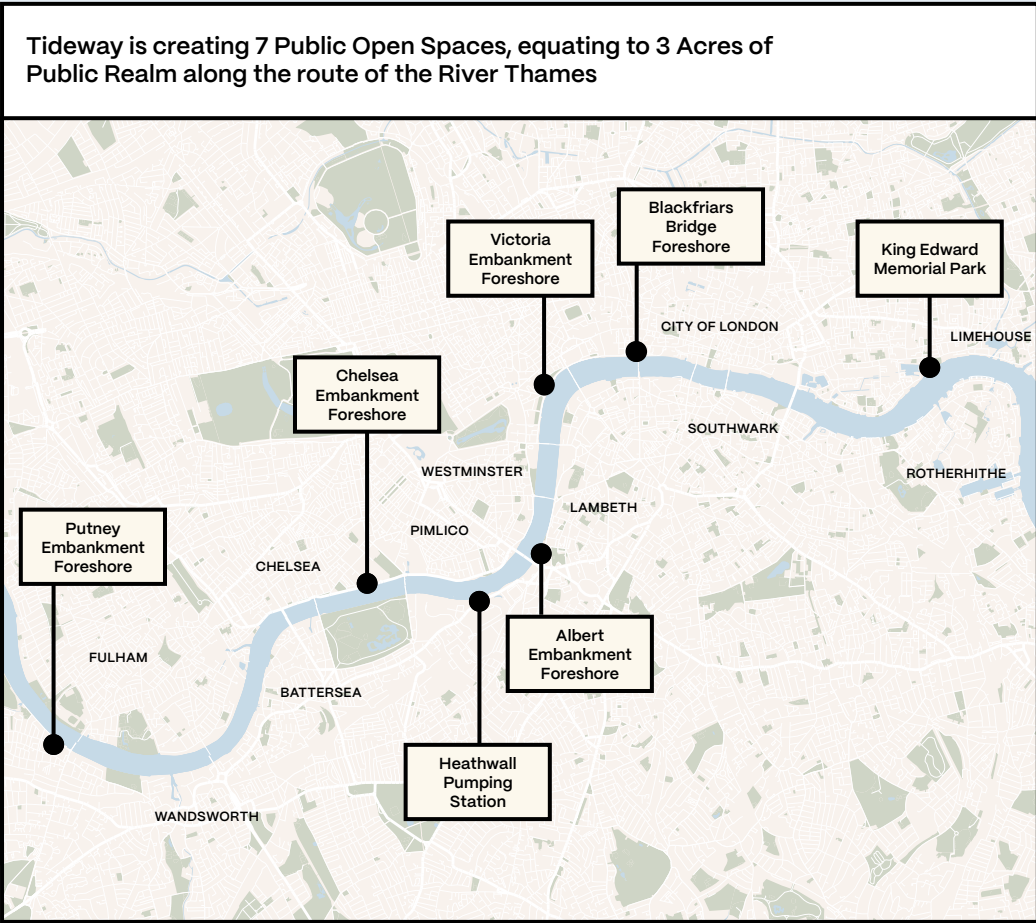 Tideway is creating 7 Public Open Spaces, equating to 3 Acres of
Public Realm along the route of the River Thames
Blackfriars
Bridge
Foreshore
Victoria
Embankment
Foreshore
King Edward
Memorial Park
CITY OF LONDON
LIMEHOUSE
Chelsea
Embankment
Foreshore
SOUTHWARK
WESTMINSTER
ROTHERHITHE
LAMBETH
Putney
Embankment
Foreshore
PIMLICO
CHELSEA
Albert
Embankment
Foreshore
FULHAM
BATTERSEA
Heathwall
Pumping
Station
WANDSWORTH